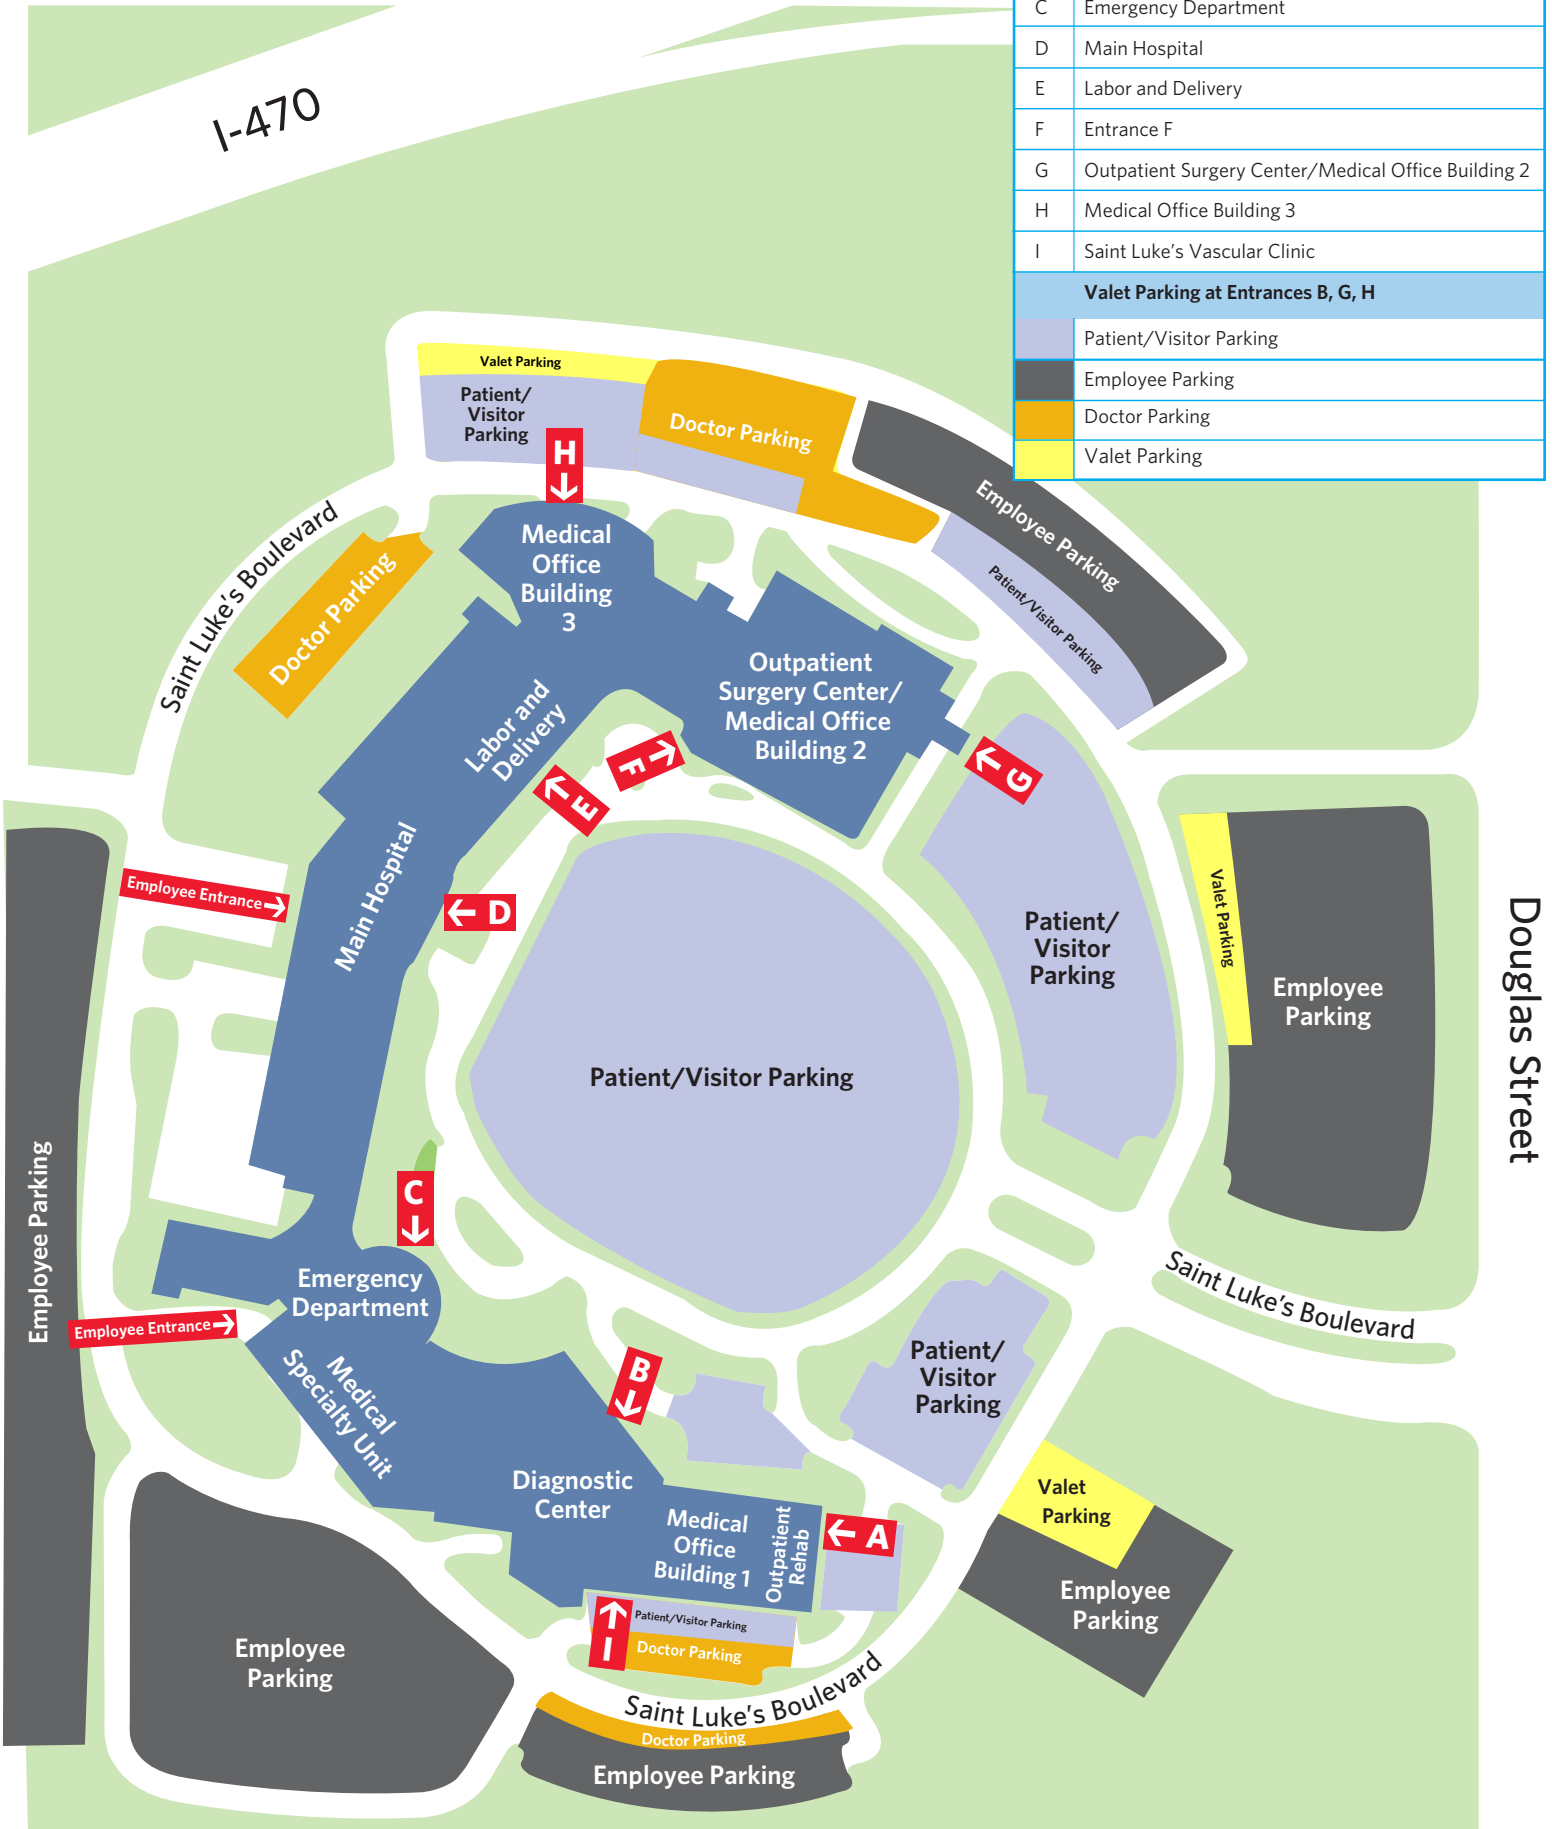 C Emergency Department
D Main Hospital
E Labor and Delivery
F Entrance F
G Outpatient Surgery Center/Medical Office Building 2
H Medical Office Building 3
I Saint Luke's Vascular Clinic
Valet Parking at Entrances B, G, H
Patient/Visitor Parking
Employee Parking
Doctor Parking
Valet Parking
I-470
Valet Parking
Patient/
Visitor
Parking
H
Doctor Parking
Employee Parking
Patient/Visitor Parking
Saint Luke's Boulevard
Doctor Parking
Medical
Office
Building
3
Outpatient
Surgery Center/
Medical Office
Building 2
Labor and
Delivery
F
E
G
Main Hospital
Employee Entrance
D
Patient/
Visitor
Parking
Valet Parking
Employee
Parking
Douglas Street
Patient/Visitor Parking
Employee Parking
C
Emergency
Department
Employee Entrance
Saint Luke's Boulevard
Medical
Specialty Unit
B
Patient/
Visitor
Parking
Diagnostic
Center
Medical
Office
Building 1
Outpatient
Rehab
A
Valet
Parking
Employee
Parking
I
Patient/Visitor Parking
Doctor Parking
Employee
Parking
Saint Luke's Boulevard
Doctor Parking
Employee Parking